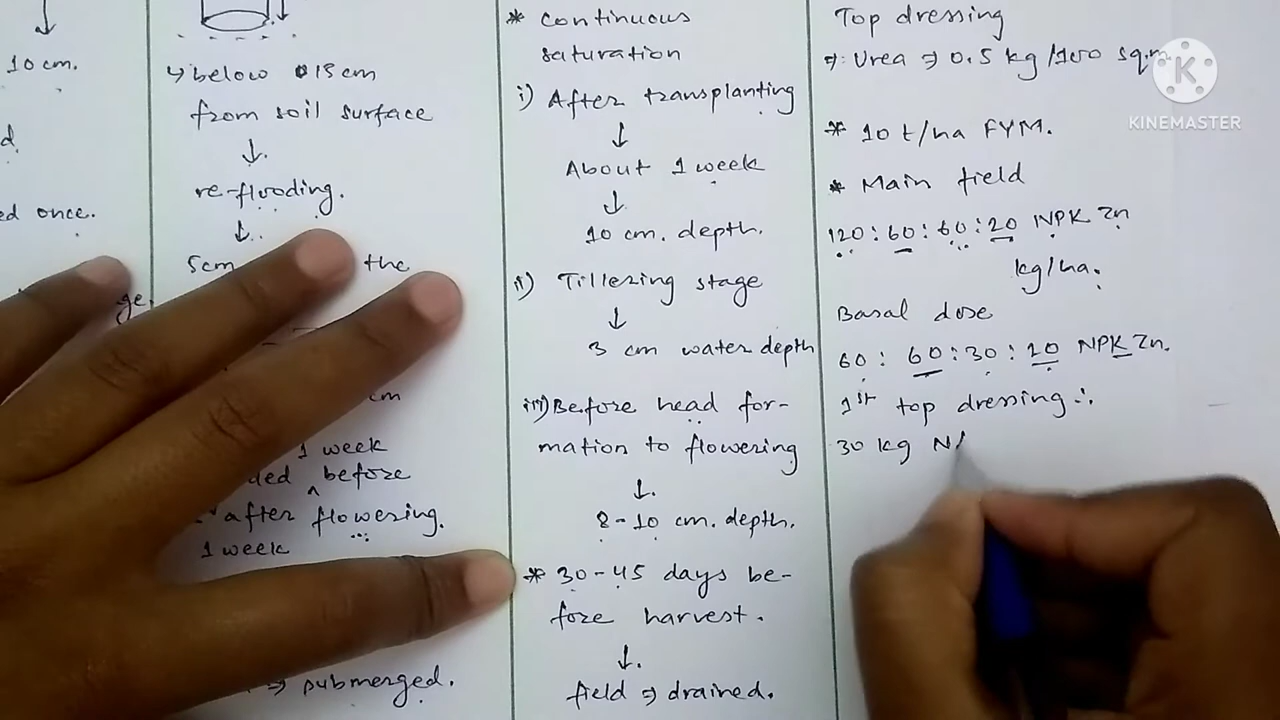 10 cm.
d.
ed once.
ge.
↳ below 15 cm
from soil surface
↓.
re-flooding.
↓..
5cm the
cm
1 week
ded before
^
after flowering.
1 week
⇒ submerged.
* continuous
saturation
i) After transplanting
↓
About 1 week
↓
10 cm. depth.
ii) Tillering stage
↓
3 cm water depth
iii) Before head for-
mation to flowering
↓.
8-10 cm. depth.
* 30-45 days be-
fore harvest.
↓.
field ⇒ drained.
Top dressing
⇒: Urea ⇒ 0.5 kg/100 sq.m
* 10 t/ha FYM.
* Main field
120:60:60:20 NPK Zn
kg/ha.
Basal dose
60: 60:30:20 NPK Zn.
1st top dressing ∴
30 kg N/
K
KINEMASTER